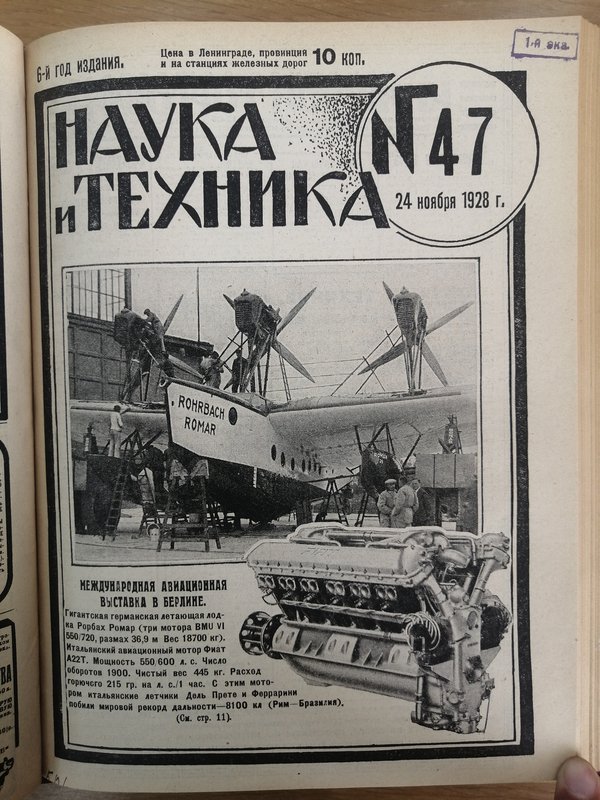 1-й экз.
6-й год издания.
Цена в Ленинграде, провинции
и на станциях железных дорог 10 коп.
НАУКА
и ТЕХНИКА
№ 47
24 ноября 1928 г.
ROHRBACH
ROMAR
МЕЖДУНАРОДНАЯ АВИАЦИОННАЯ
ВЫСТАВКА В БЕРЛИНЕ.
Гигантская германская летающая лод-
ка Рорбах Ромар (три мотора BMU VI
550/720, размах 36,9 м Вес 18700 кг).
Итальянский авиационный мотор Фиат
А22Т. Мощность 550/600 л. с. Число
оборотов 1900. Чистый вес 445 кг. Расход
горючего 215 гр. на л. с./1 час. С этим мото-
ром итальянские летчики Дель Прете и Феррарини
побили мировой рекорд дальности—8100 кл (Рим—Бразилия),
(См. стр. 11).